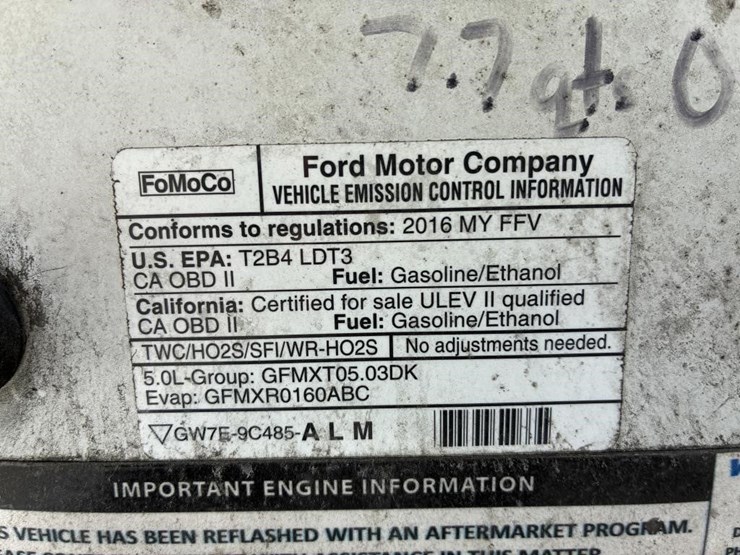 7.7 qts 0
FoMoCo
Ford Motor Company
VEHICLE EMISSION CONTROL INFORMATION
Conforms to regulations: 2016 MY FFV
U.S. EPA: T2B4 LDT3
CA OBD II Fuel: Gasoline/Ethanol
California: Certified for sale ULEV II qualified
CA OBD II Fuel: Gasoline/Ethanol
TWC/HO2S/SFI/WR-HO2S No adjustments needed.
5.0L-Group: GFMXT05.03DK
Evap: GFMXR0160ABC
GW7E-9C485-A L M
IMPORTANT ENGINE INFORMATION
S VEHICLE HAS BEEN REFLASHED WITH AN AFTERMARKET PROGRAM.
IN THIS MATTER